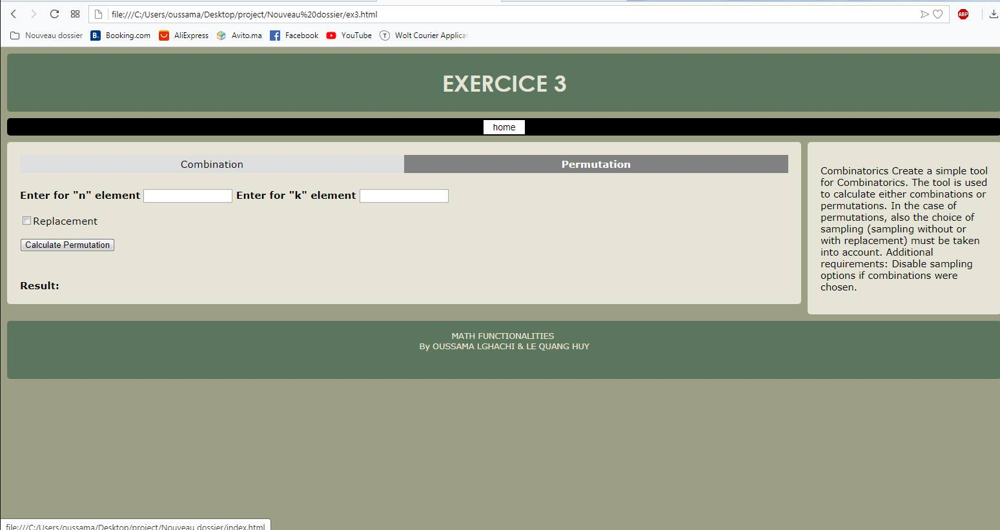 file:///C:/Users/oussama/Desktop/project/Nouveau%20dossier/ex3.html
ABP
Nouveau dossier B. Booking.com AliExpress Avito.ma Facebook YouTube T Wolt Courier Applicat
EXERCICE 3
home
Combination Permutation
Enter for "n" element Enter for "k" element
Replacement
Calculate Permutation
Result:
Combinatorics Create a simple tool
for Combinatorics. The tool is used
to calculate either combinations or
permutations. In the case of
permutations, also the choice of
sampling (sampling without or
with replacement) must be taken
into account. Additional
requirements: Disable sampling
options if combinations were
chosen.
MATH FUNCTIONALITIES
By OUSSAMA LGHACHI & LE QUANG HUY
file:///C:/Users/oussama/Desktop/project/Nouveau dossier/index.html